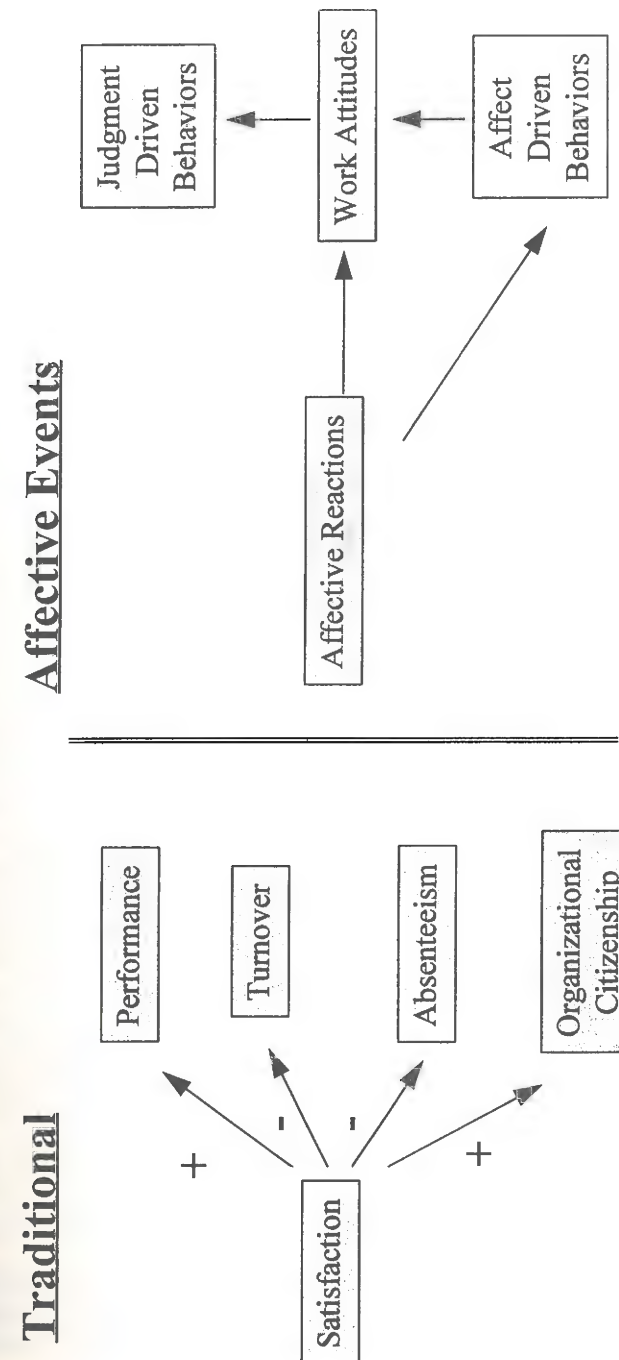 Traditional
Satisfaction
+
-
-
+
Performance
Turnover
Absenteeism
Organizational
Citizenship
Affective Events
Affective Reactions
Judgment
Driven
Behaviors
Work Attitudes
Affect
Driven
Behaviors